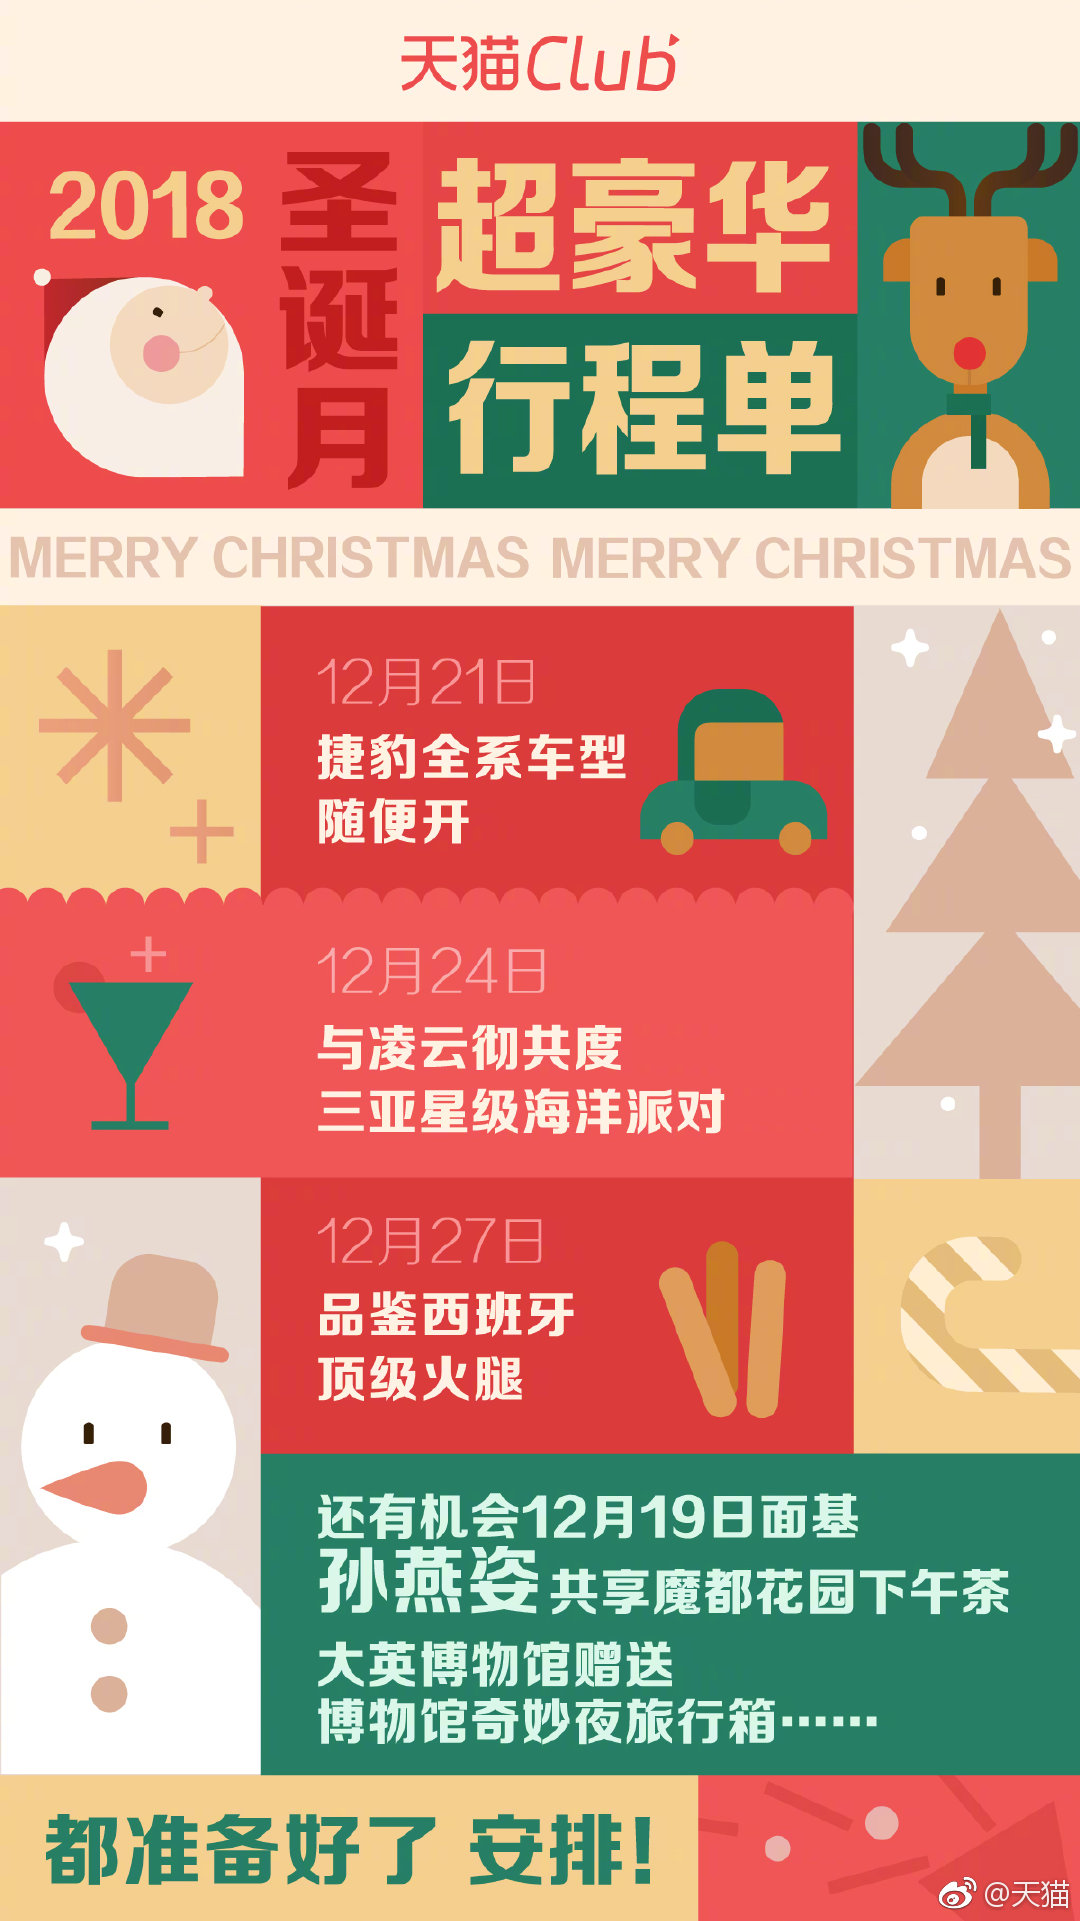 天猫Club
2018
圣诞月
超豪华
行程单
MERRY CHRISTMAS MERRY CHRISTMAS
12月21日
捷豹全系车型
随便开
12月24日
与凌云彻共度
三亚星级海洋派对
12月27日
品鉴西班牙
顶级火腿
还有机会12月19日面基
孙燕姿 共享魔都花园下午茶
大英博物馆赠送
博物馆奇妙夜旅行箱……
都准备好了 安排!
@天猫